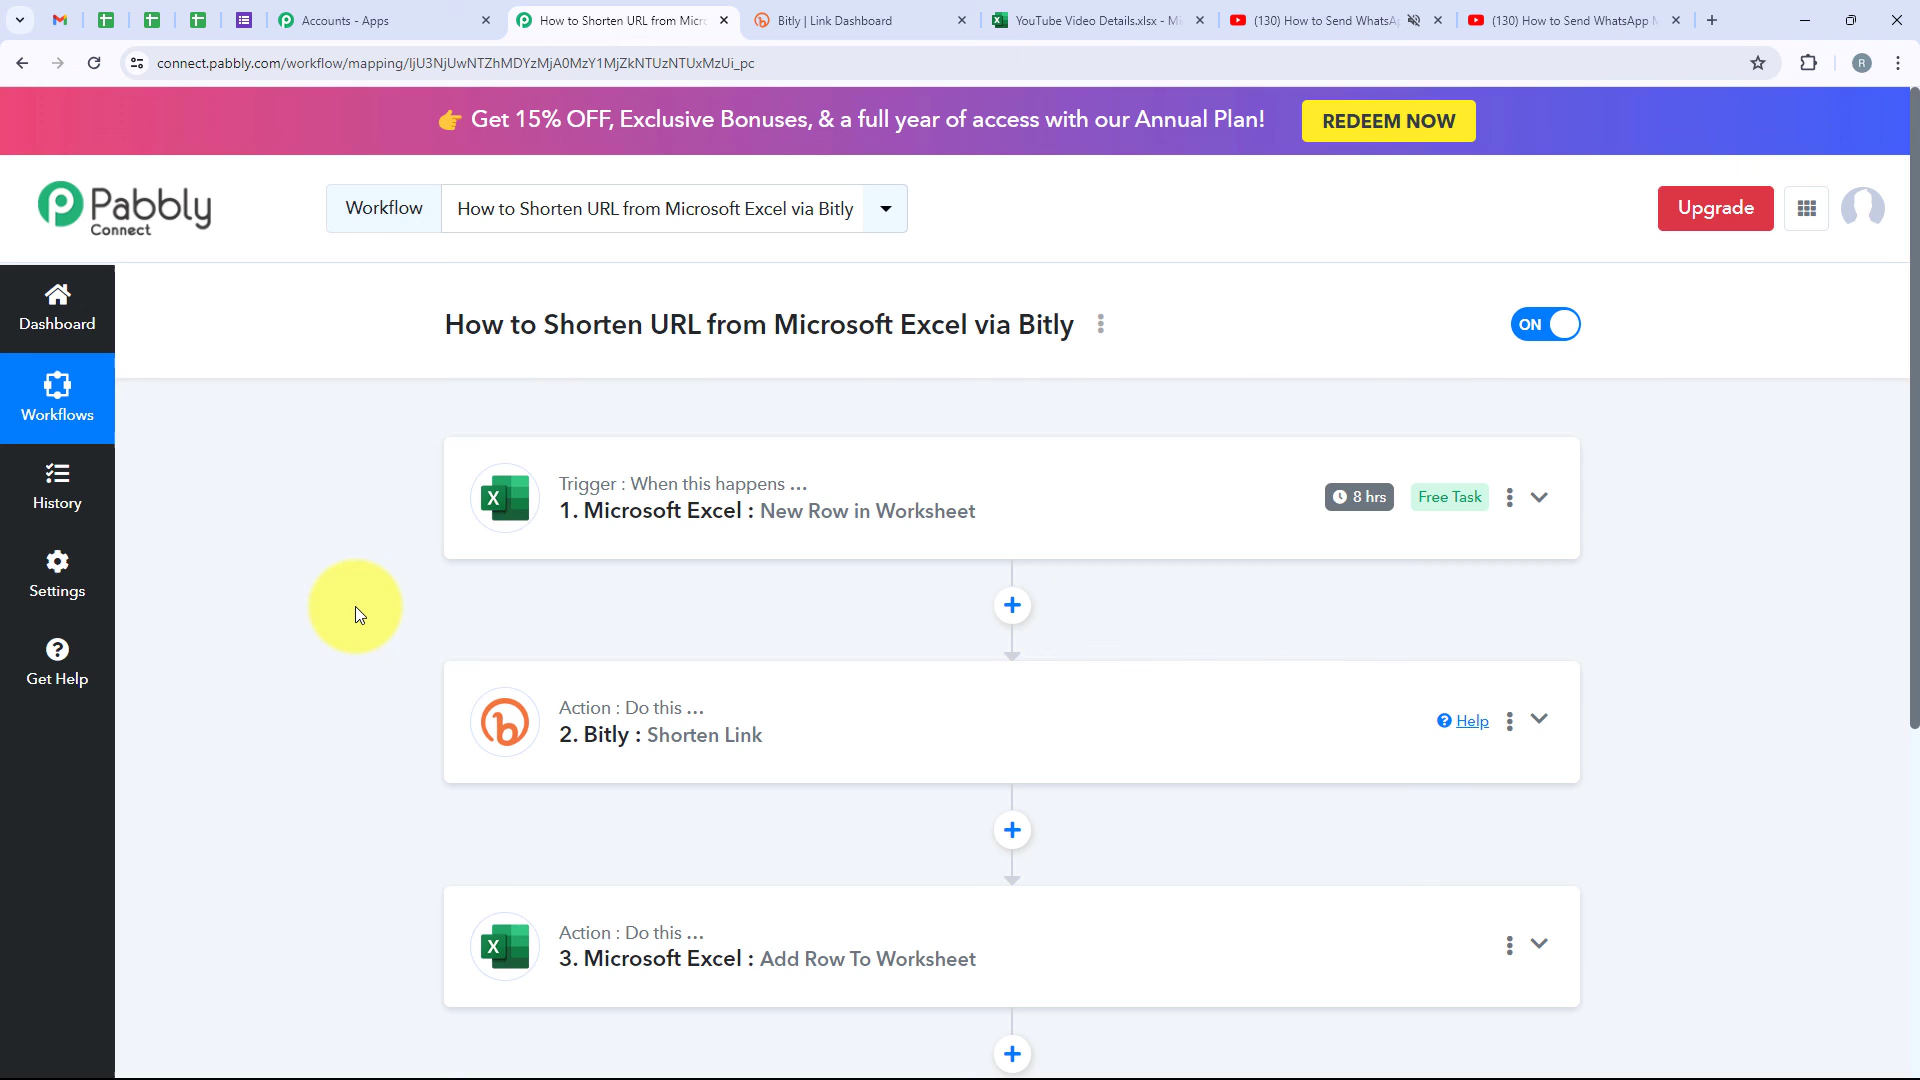 Accounts - Apps
How to Shorten URL from Micr
Bitly | Link Dashboard
YouTube Video Details.xlsx - Mi
(130) How to Send WhatsA
(130) How to Send WhatsApp M
connect.pabbly.com/workflow/mapping/IjU3NjUwNTZhMDYzMjA0MzY1MjZkNTUzNTUxMzUi_pc
R
👉 Get 15% OFF, Exclusive Bonuses, & a full year of access with our Annual Plan!
REDEEM NOW
Pabbly
Connect
Workflow
How to Shorten URL from Microsoft Excel via Bitly
Upgrade
Dashboard
Workflows
History
Settings
Get Help
How to Shorten URL from Microsoft Excel via Bitly
ON
Trigger : When this happens ...
1. Microsoft Excel : New Row in Worksheet
8 hrs
Free Task
Action : Do this ...
2. Bitly : Shorten Link
Help
Action : Do this ...
3. Microsoft Excel : Add Row To Worksheet